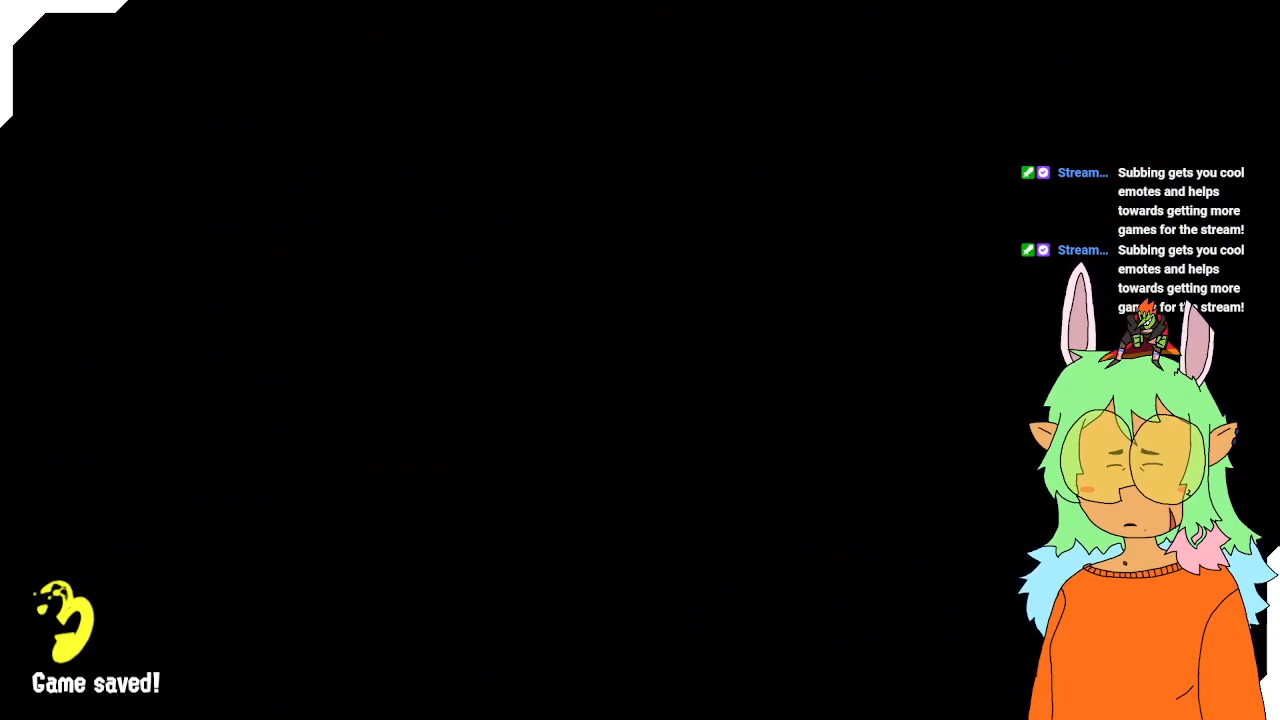 Stream... Subbing gets you cool
emotes and helps
towards getting more
games for the stream!
Stream... Subbing gets you cool
emotes and helps
towards getting more
for stream!
Game saved!